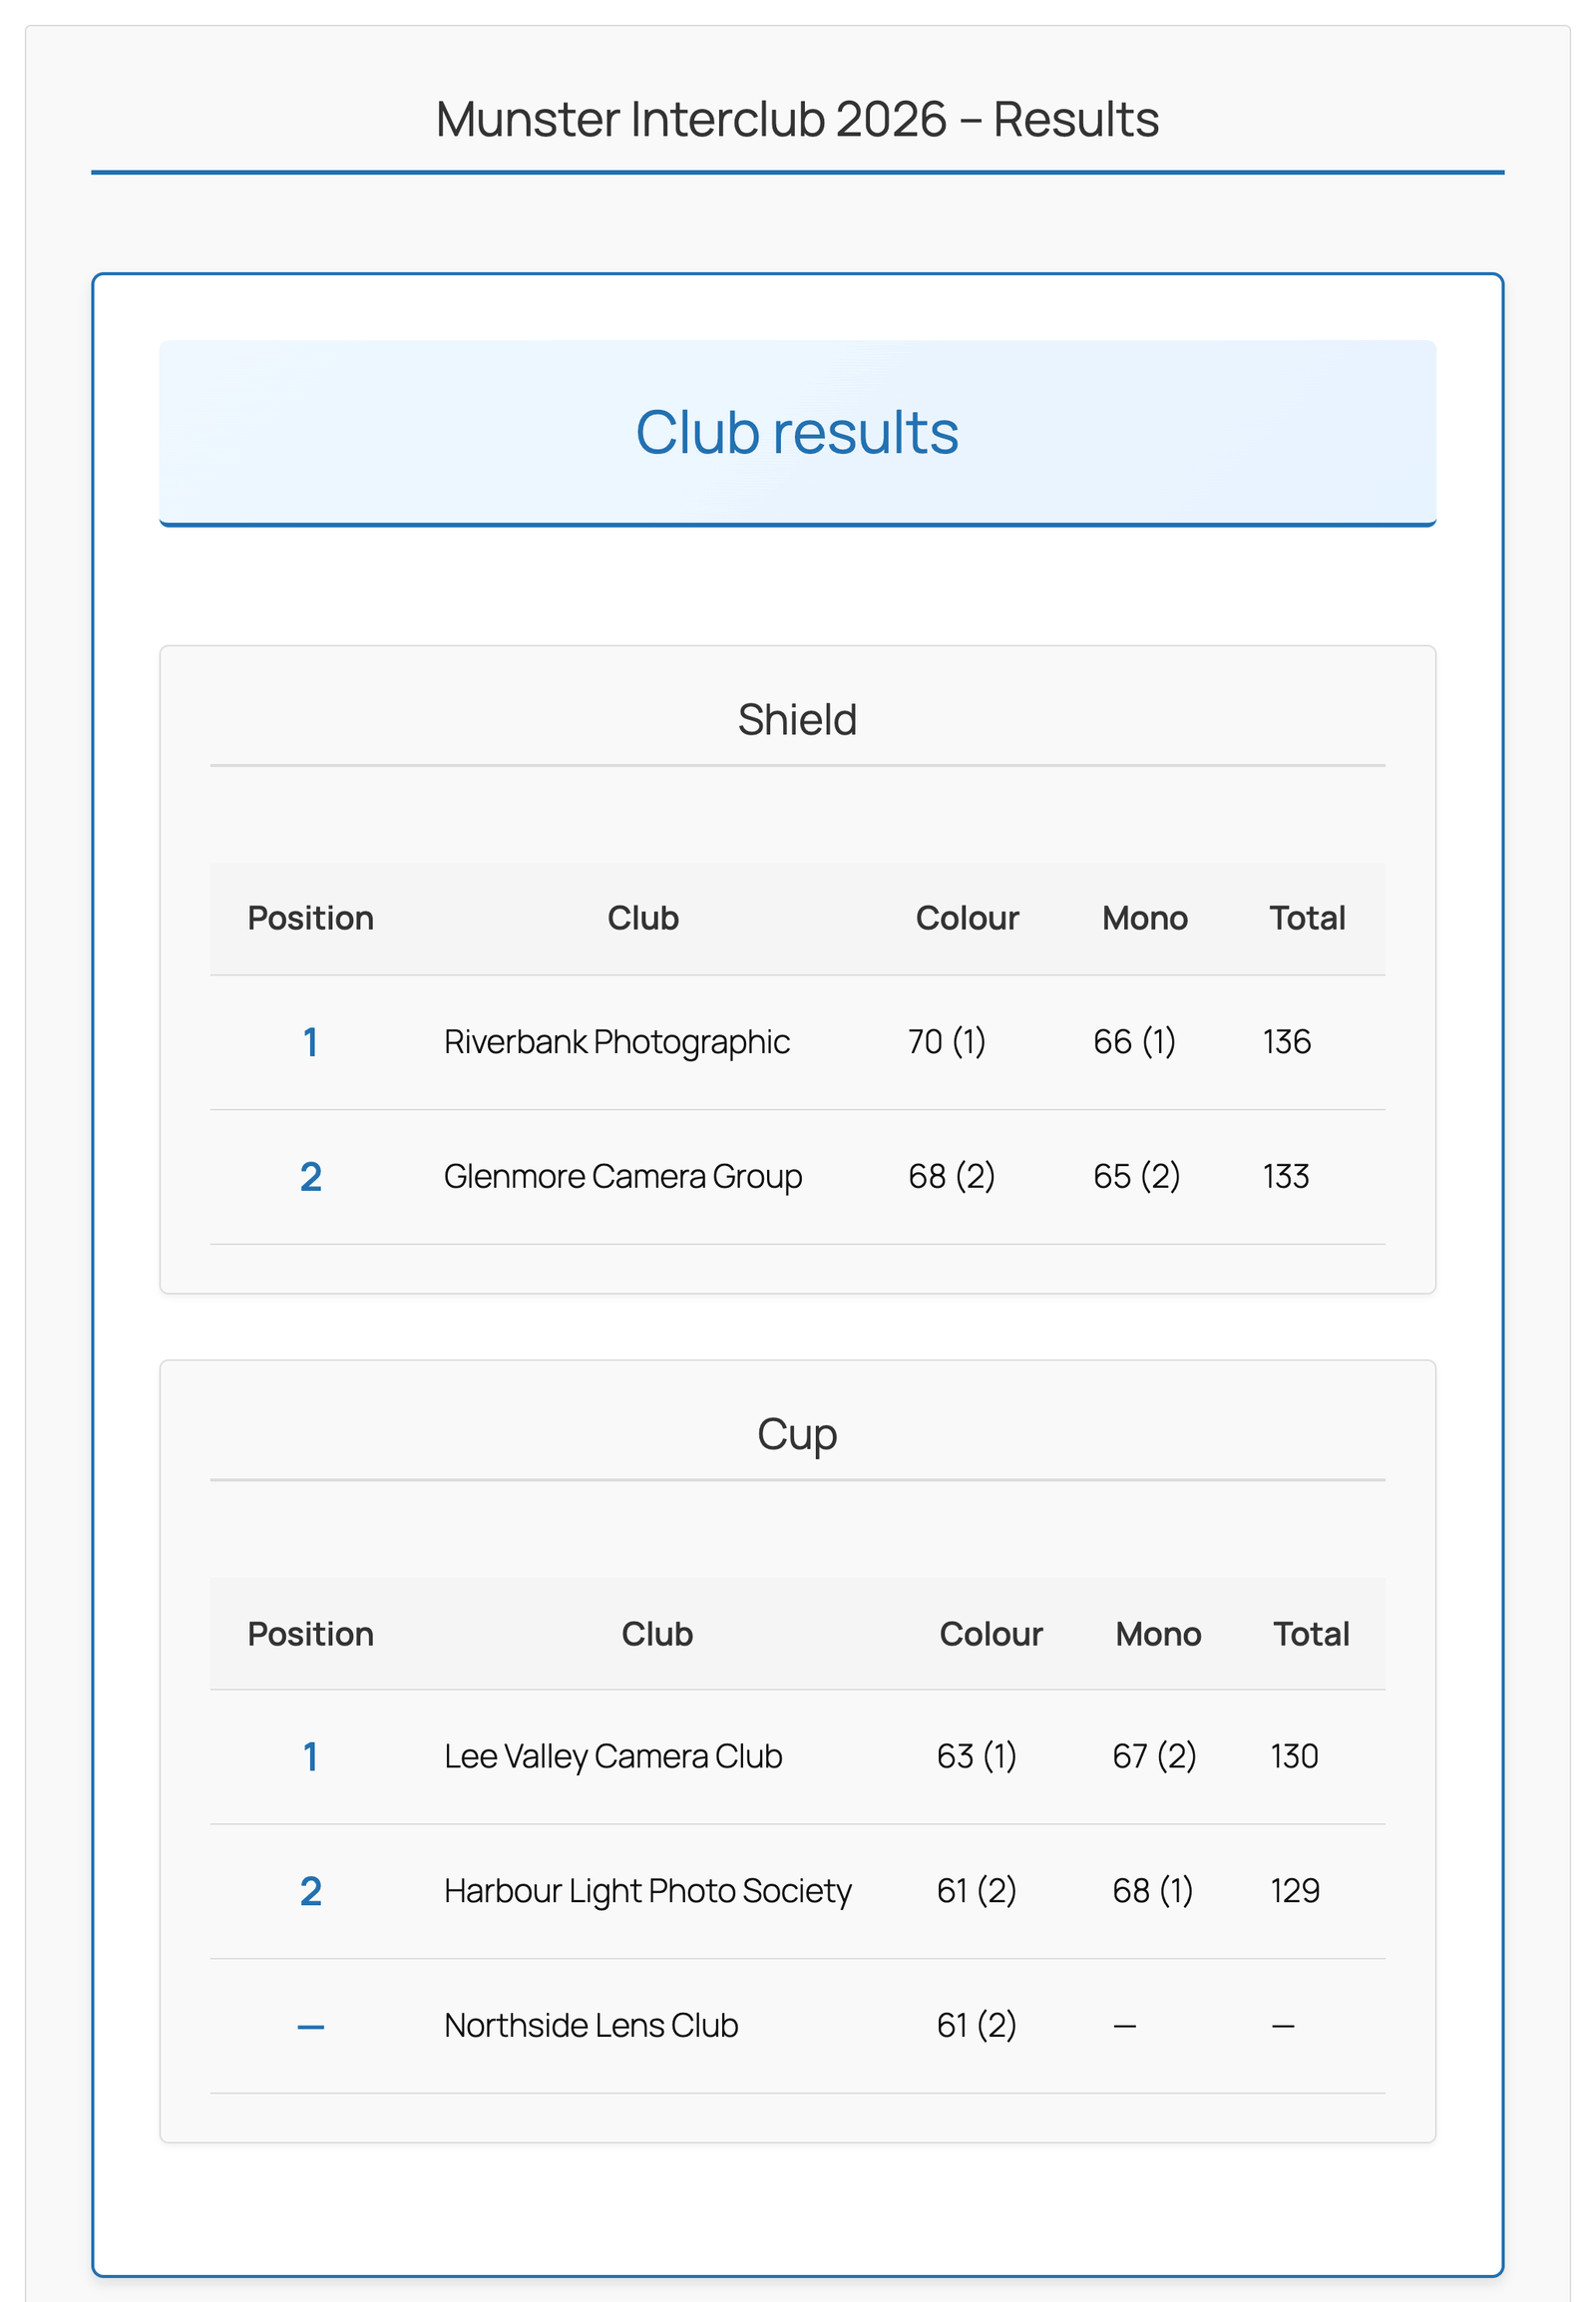 Munster Interclub 2026 – Results
Club results
Shield
Position Club Colour Mono Total
1 Riverbank Photographic 70 (1) 66 (1) 136
2 Glenmore Camera Group 68 (2) 65 (2) 133
Cup
Position Club Colour Mono Total
1 Lee Valley Camera Club 63 (1) 67 (2) 130
2 Harbour Light Photo Society 61 (2) 68 (1) 129
— Northside Lens Club 61 (2) — —